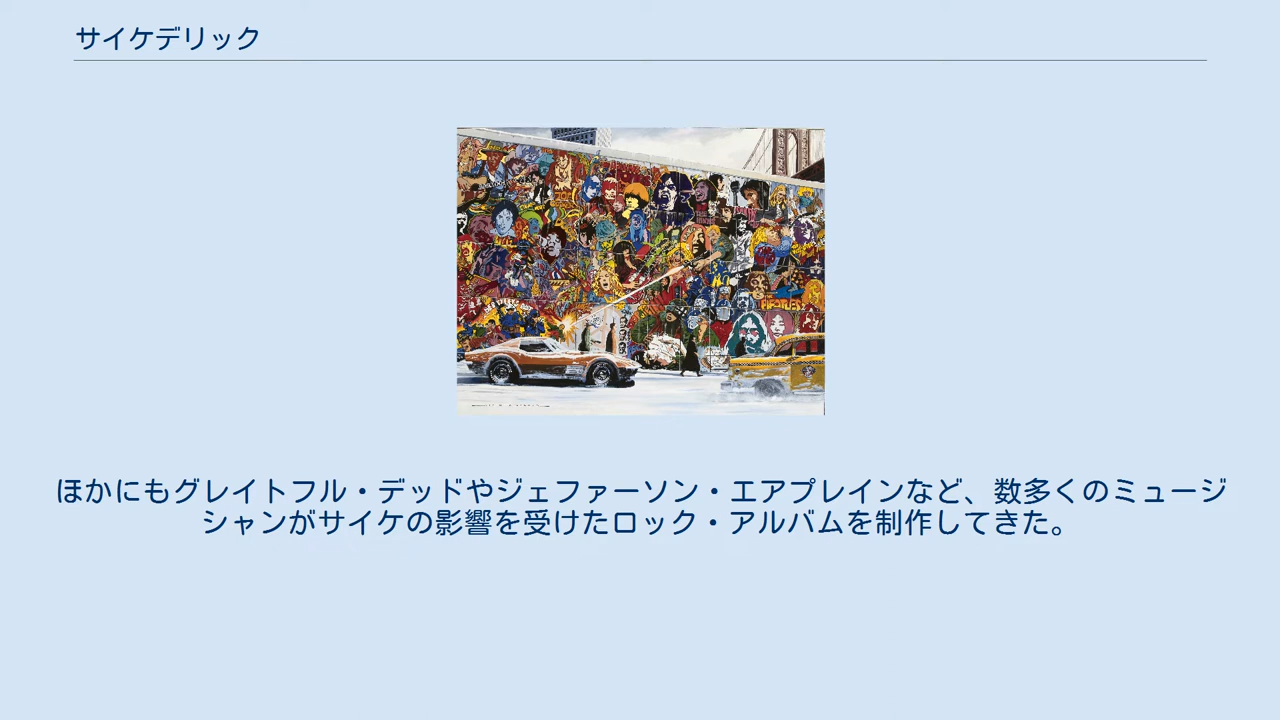 サイケデリック
ほかにもグレイトフル・デッドやジェファーソン・エアプレインなど、数多くのミュージ
シャンがサイケの影響を受けたロック・アルバムを制作してきた。